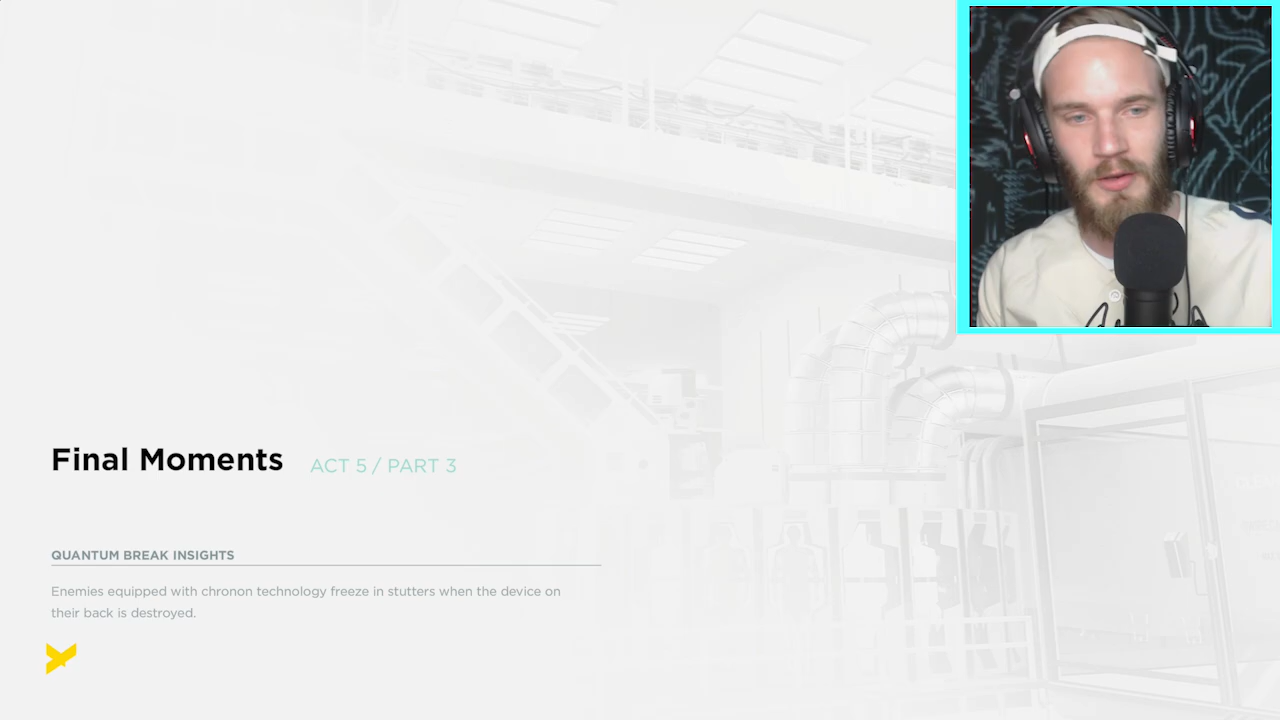 Final Moments ACT 5 / PART 3
QUANTUM BREAK INSIGHTS
Enemies equipped with chronon technology freeze in stutters when the device on
their back is destroyed.